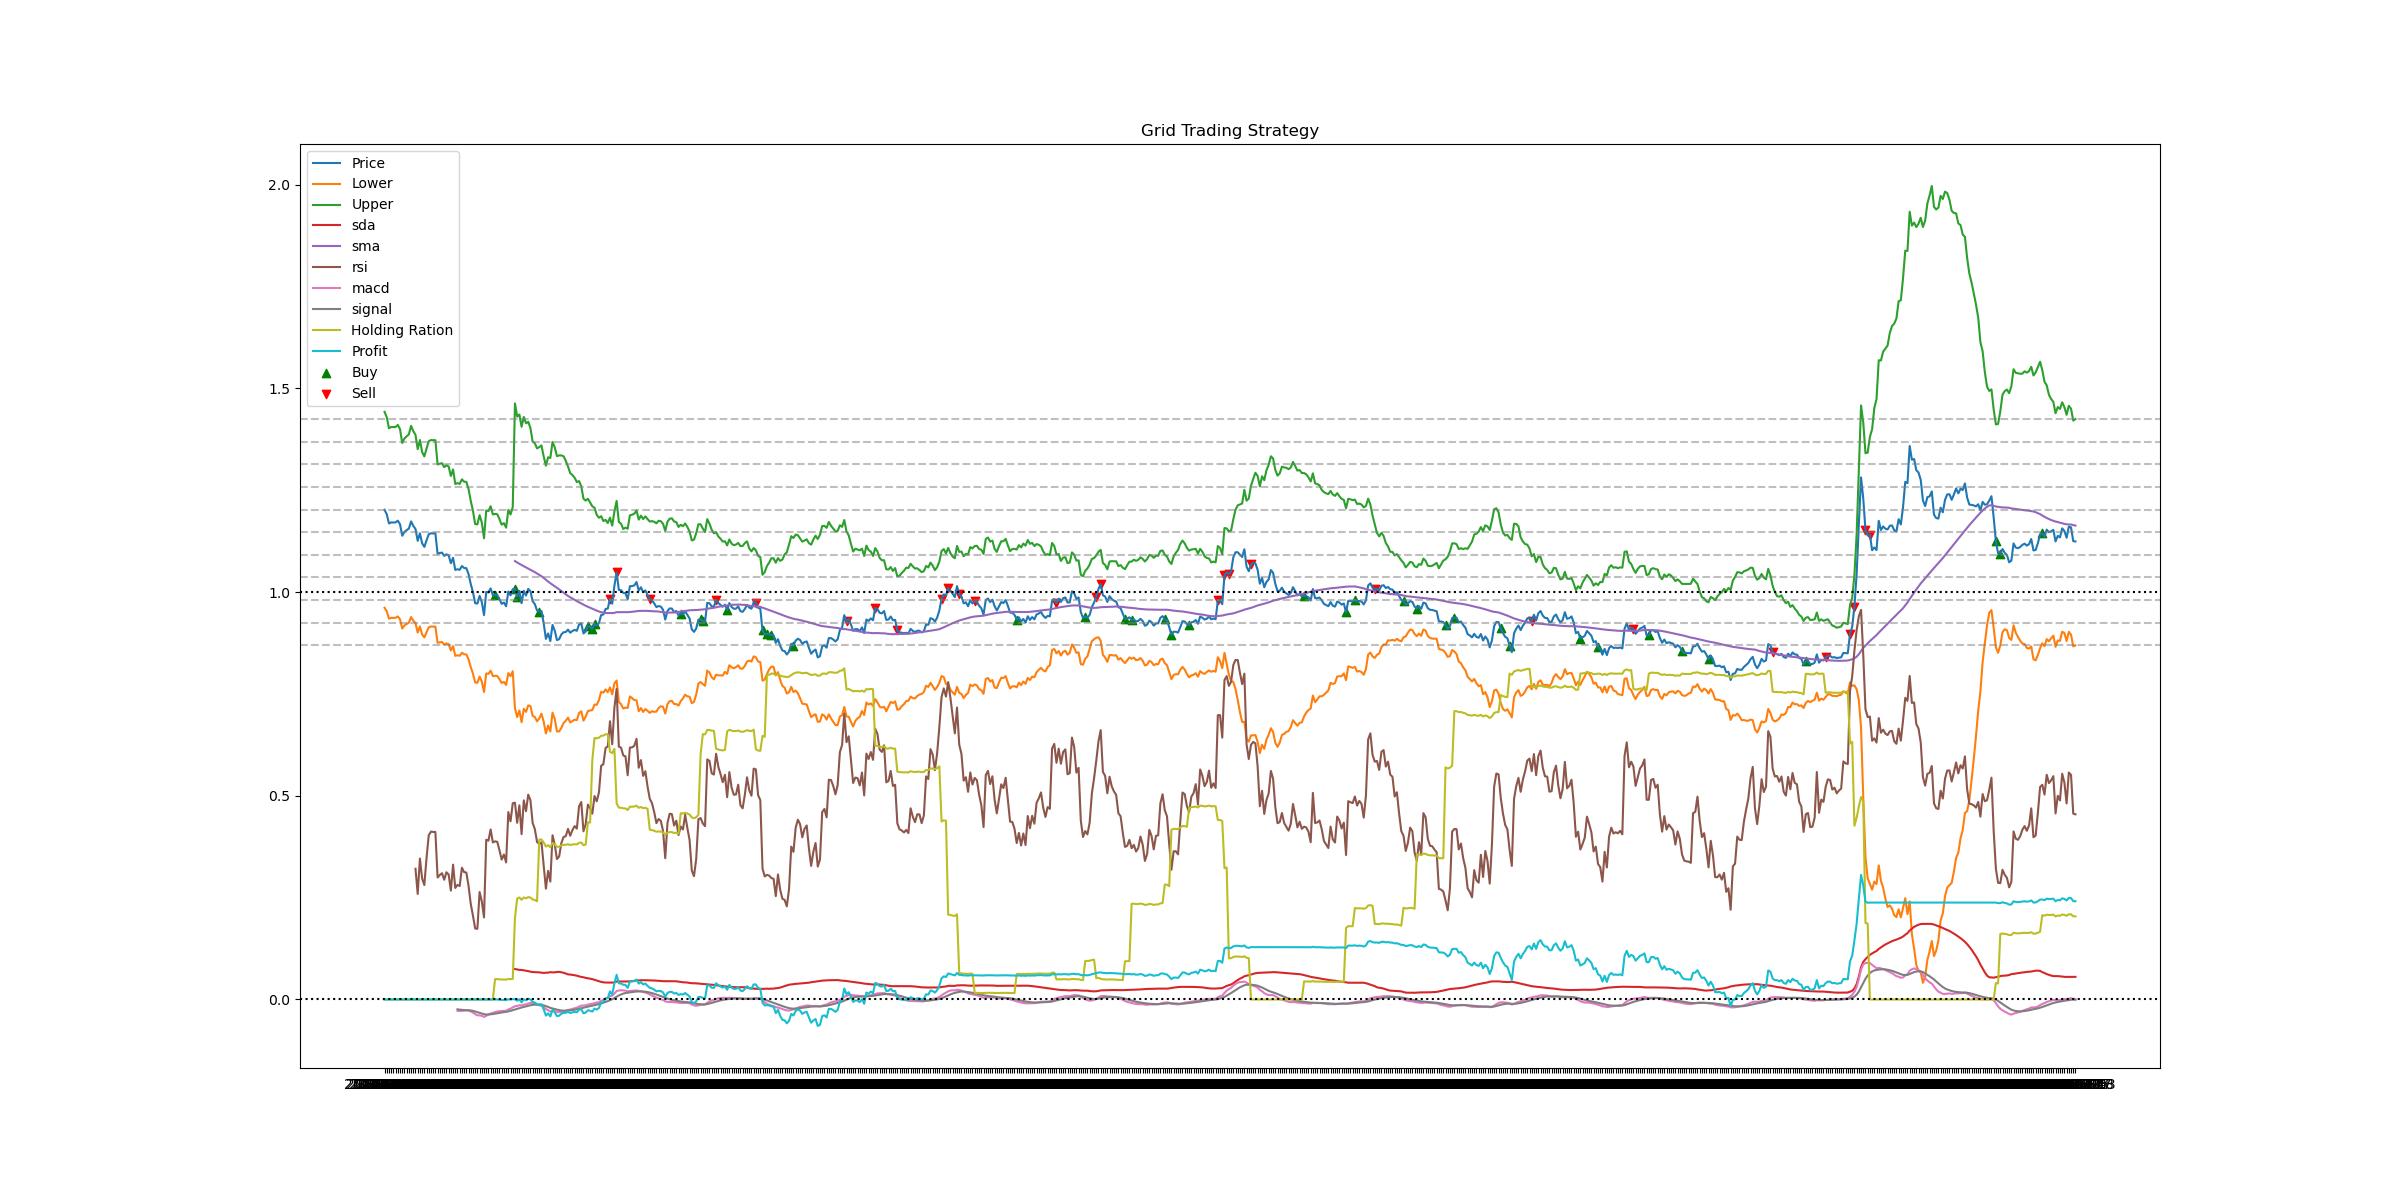 Grid Trading Strategy
Price
Lower
Upper
sda
sma
rsi
macd
signal
Holding Ration
Profit
Buy
Sell
2.0
1.5
1.0
0.5
0.0